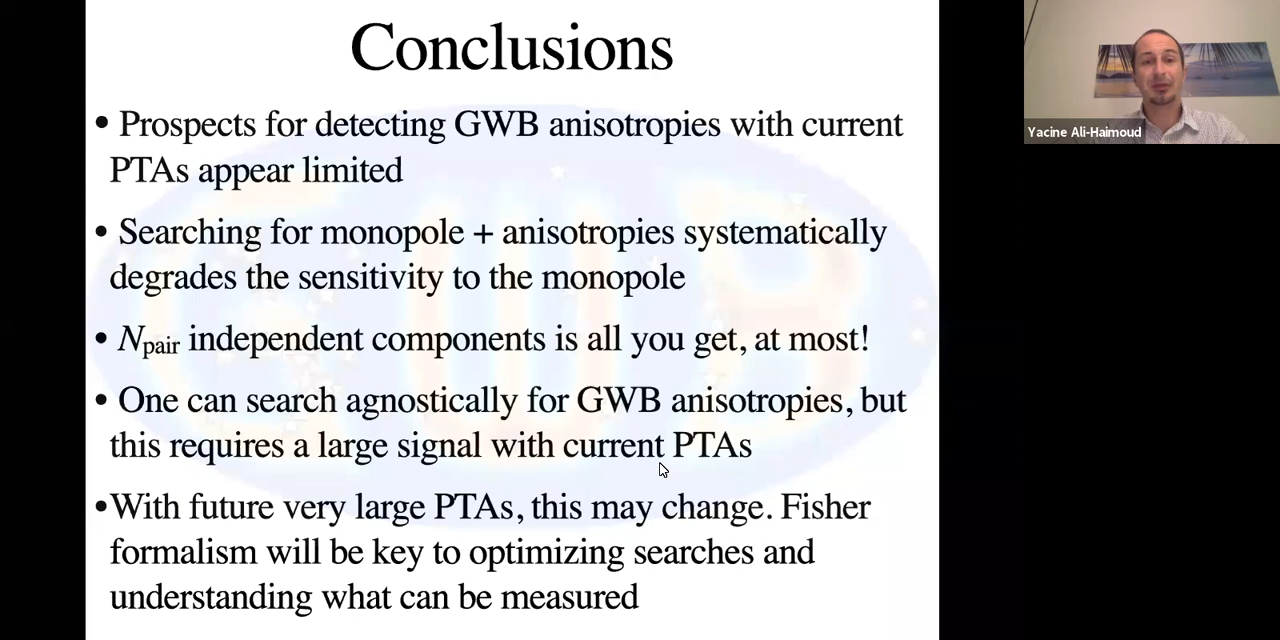 Conclusions
• Prospects for detecting GWB anisotropies with current
PTAs appear limited
• Searching for monopole + anisotropies systematically
degrades the sensitivity to the monopole
• Npair independent components is all you get, at most!
• One can search agnostically for GWB anisotropies, but
this requires a large signal with current PTAs
•With future very large PTAs, this may change. Fisher
formalism will be key to optimizing searches and
understanding what can be measured
Yacine Ali-Haimoud